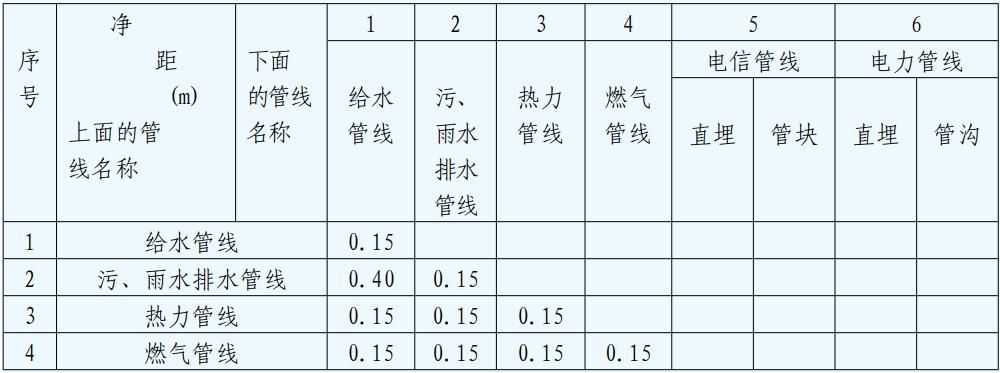 序号 净距(m) 上面的管线名称 下面的管线名称 1 2 3 4 5 6
给水管线 污、雨水排水管线 热力管线 燃气管线 电信管线 电力管线
直埋 管块 直埋 管沟
1 给水管线 0.15
2 污、雨水排水管线 0.40 0.15
3 热力管线 0.15 0.15 0.15
4 燃气管线 0.15 0.15 0.15 0.15